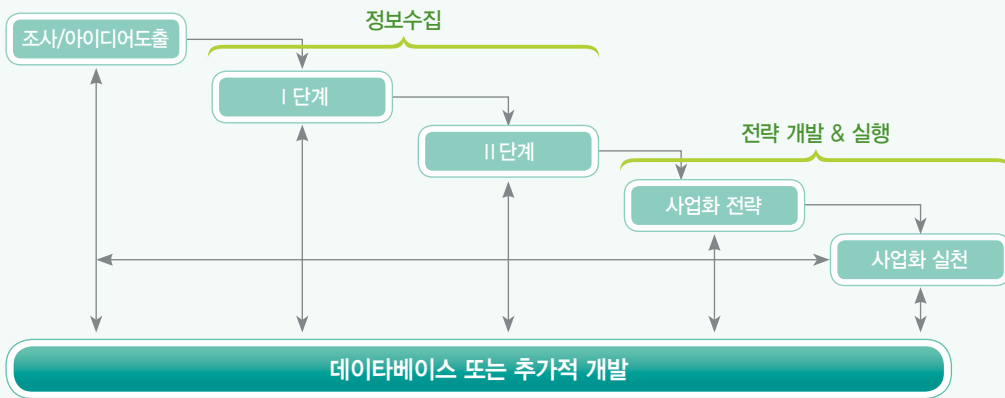 정보수집
조사/아이디어도출
Ⅰ 단계
Ⅱ 단계
전략 개발 & 실행
사업화 전략
사업화 실천
데이타베이스 또는 추가적 개발